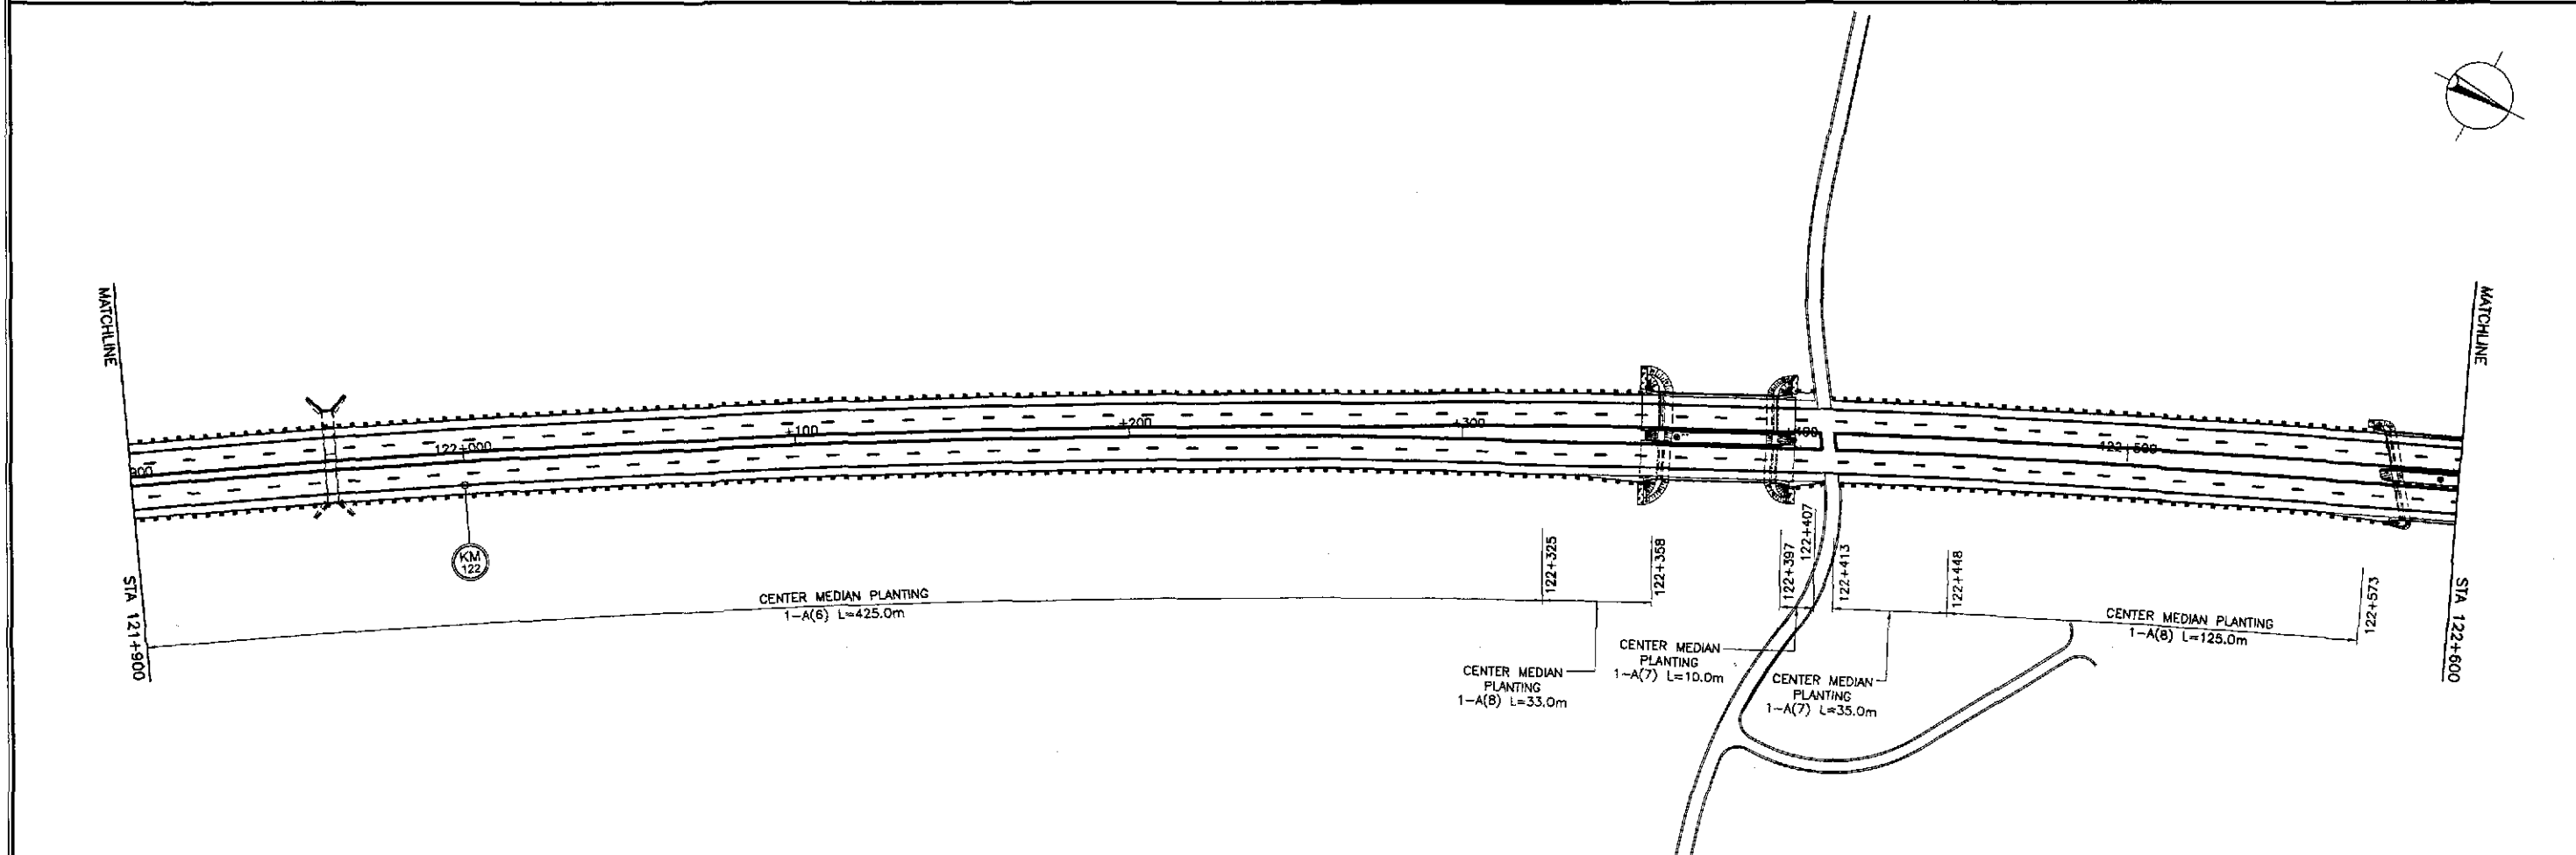 MATCHLINE
STA 121+900
900
122+000
+100
+200
+300
400
122+500
KM
122
CENTER MEDIAN PLANTING
1-A(6) L=425.0m
122+325
122+358
CENTER MEDIAN
PLANTING
1-A(8) L=33.0m
122+397
122+407
CENTER MEDIAN
PLANTING
1-A(7) L=10.0m
122+413
122+448
CENTER MEDIAN
PLANTING
1-A(7) L=35.0m
CENTER MEDIAN PLANTING
1-A(8) L=125.0m
122+573
MATCHLINE
STA 122+600